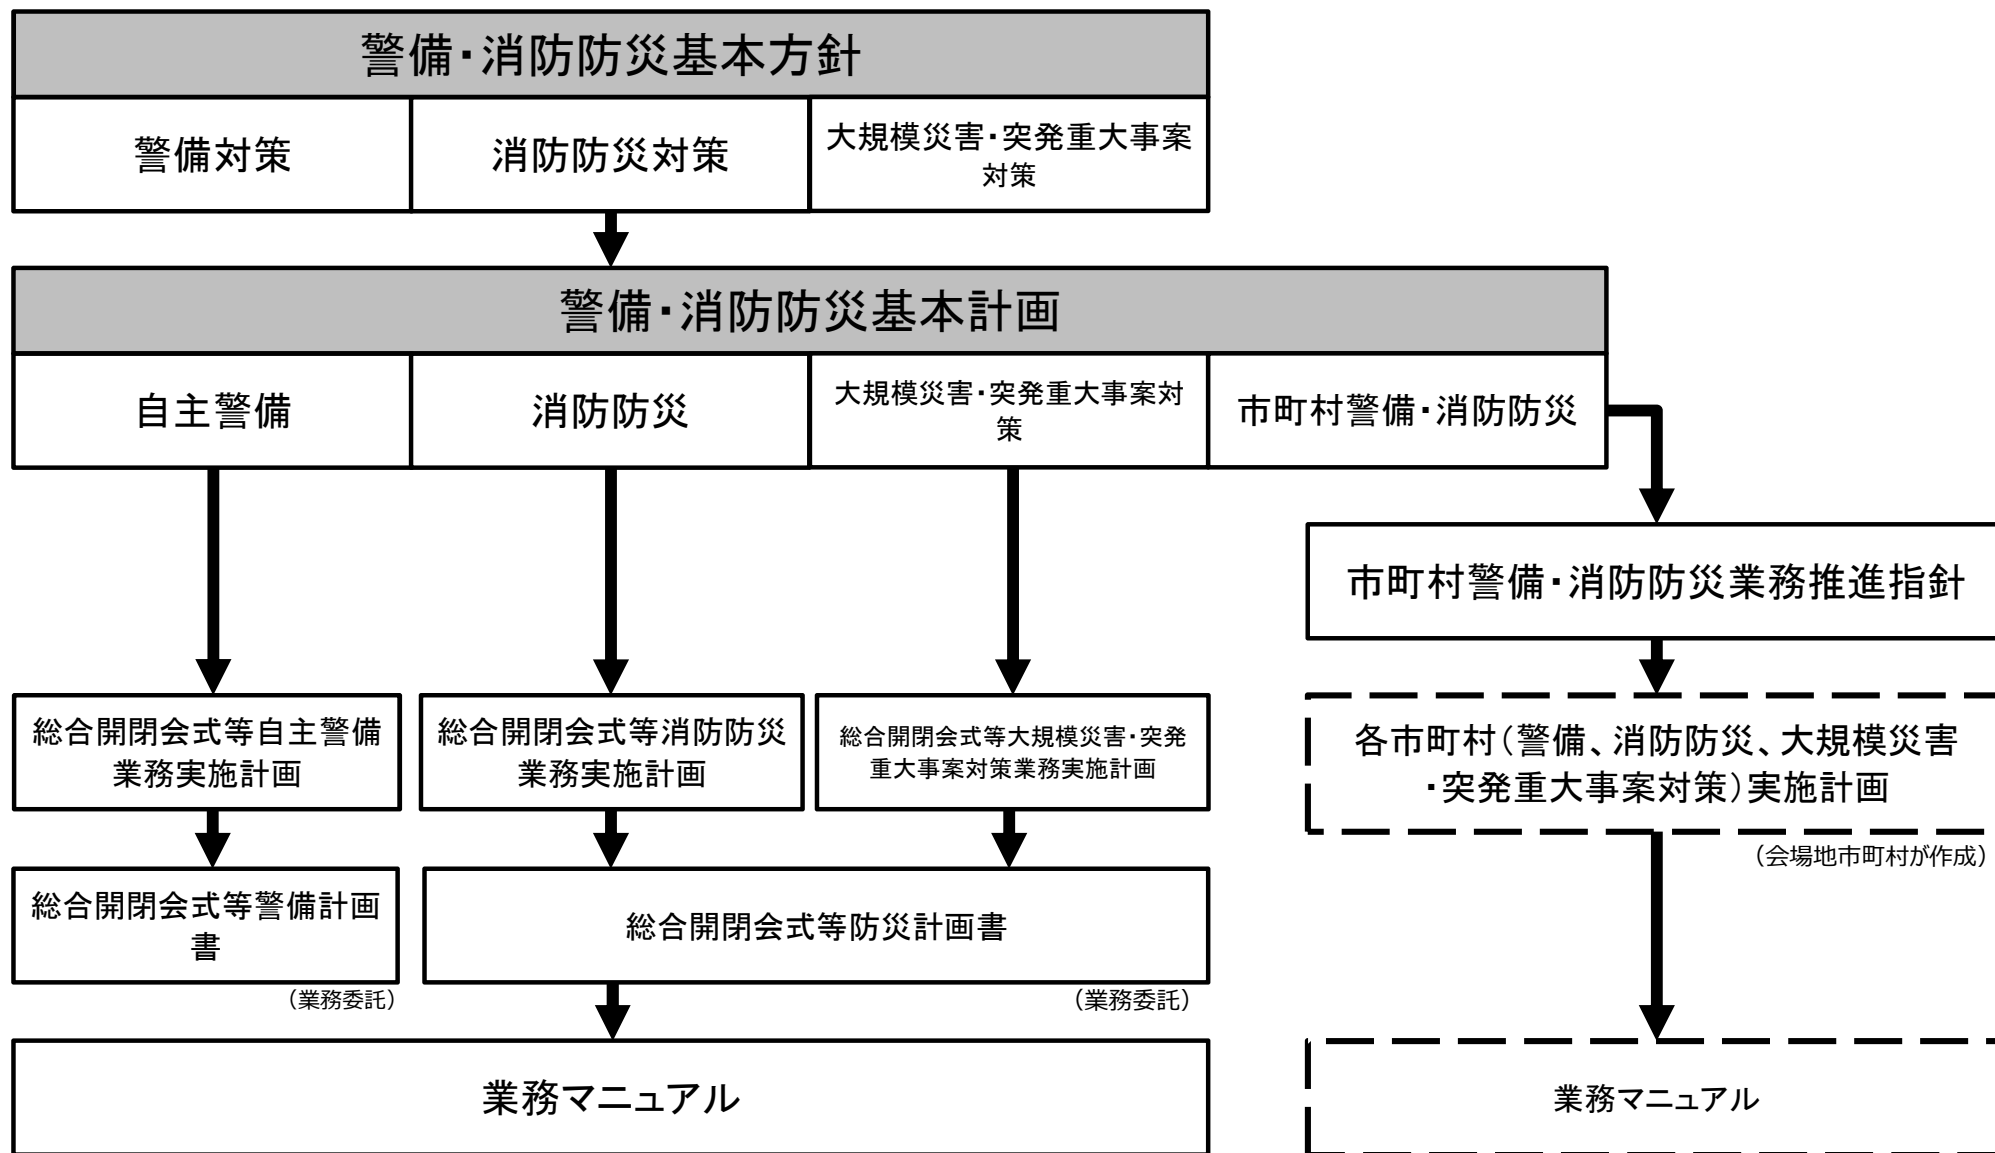 警備・消防防災基本方針
警備対策
消防防災対策
大規模災害・突発重大事案
対策
警備・消防防災基本計画
自主警備
消防防災
大規模災害・突発重大事案対
策
市町村警備・消防防災
市町村警備・消防防災業務推進指針
総合開閉会式等自主警備
業務実施計画
総合開閉会式等消防防災
業務実施計画
総合開閉会式等大規模災害・突発
重大事案対策業務実施計画
各市町村(警備、消防防災、大規模災害
・突発重大事案対策)実施計画
(会場地市町村が作成)
総合開閉会式等警備計画
書
(業務委託)
総合開閉会式等防災計画書
(業務委託)
業務マニュアル
業務マニュアル